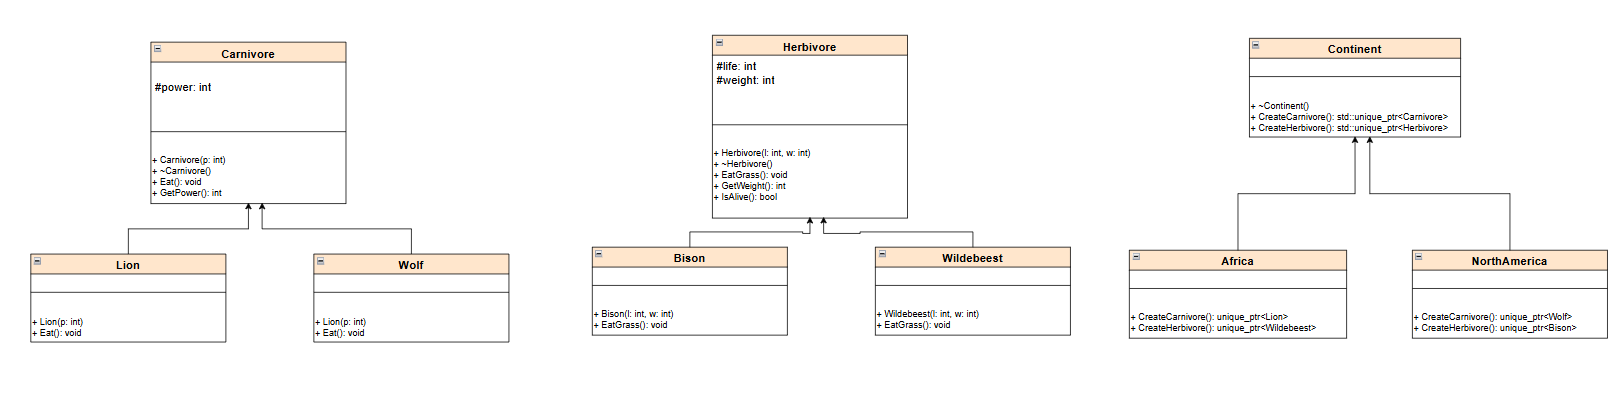 Carnivore
#power: int
+ Carnivore(p: int)
+ ~Carnivore()
+ Eat(): void
+ GetPower(): int
Lion
+ Lion(p: int)
+ Eat(): void
Wolf
+ Lion(p: int)
+ Eat(): void
Herbivore
#life: int
#weight: int
+ Herbivore(l: int, w: int)
+ ~Herbivore()
+ EatGrass(): void
+ GetWeight(): int
+ IsAlive(): bool
Bison
+ Bison(l: int, w: int)
+ EatGrass(): void
Wildebeest
+ Wildebeest(l: int, w: int)
+ EatGrass(): void
Continent
+ ~Continent()
+ CreateCarnivore(): std::unique_ptr<Carnivore>
+ CreateHerbivore(): std::unique_ptr<Herbivore>
Africa
+ CreateCarnivore(): unique_ptr<Lion>
+ CreateHerbivore(): unique_ptr<Wildebeest>
NorthAmerica
+ CreateCarnivore(): unique_ptr<Wolf>
+ CreateHerbivore(): unique_ptr<Bison>